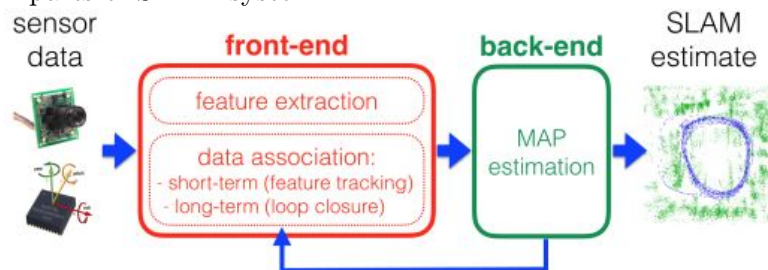 sensor
data
front-end
feature extraction
data association:
- short-term (feature tracking)
- long-term (loop closure)
back-end
MAP
estimation
SLAM
estimate